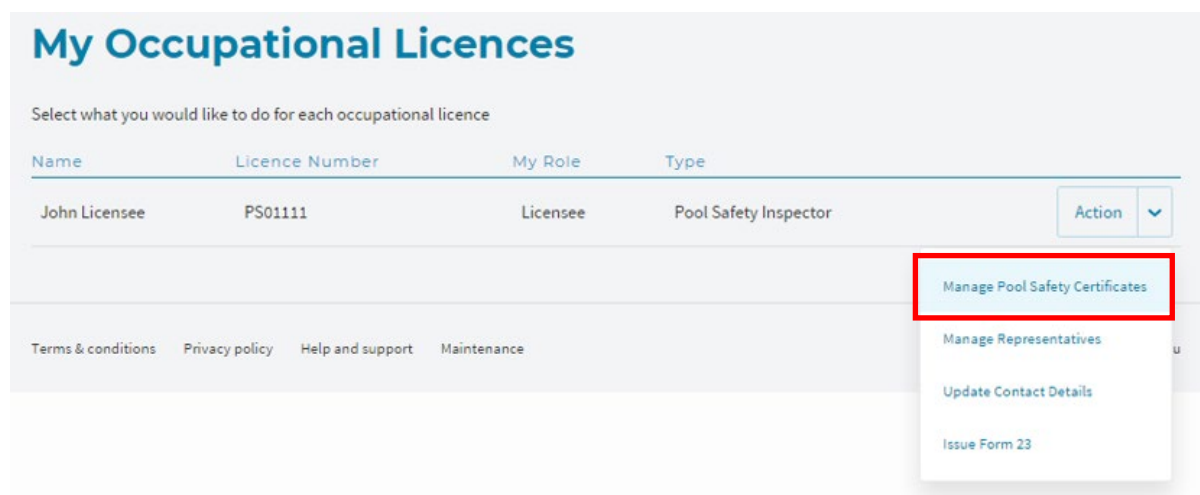 My Occupational Licences
Select what you would like to do for each occupational licence
Name Licence Number My Role Type
John Licensee PS01111 Licensee Pool Safety Inspector Action
Manage Pool Safety Certificates
Terms & conditions Privacy policy Help and support Maintenance
Manage Representatives
u
Update Contact Details
Issue Form 23